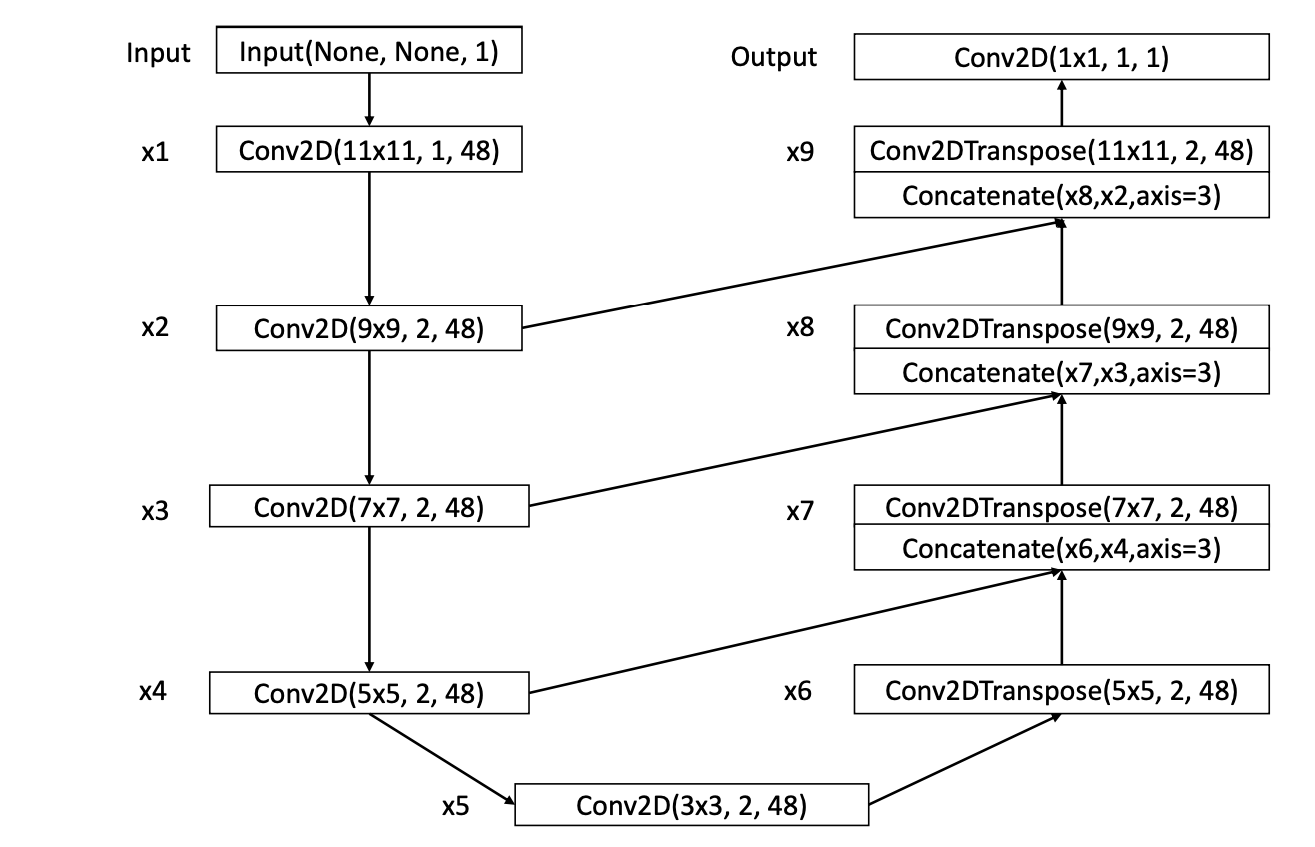 Input
Input(None, None, 1)
x1
Conv2D(11x11, 1, 48)
x2
Conv2D(9x9, 2, 48)
x3
Conv2D(7x7, 2, 48)
x4
Conv2D(5x5, 2, 48)
x5
Conv2D(3x3, 2, 48)
Output
Conv2D(1x1, 1, 1)
x9
Conv2DTranspose(11x11, 2, 48)
Concatenate(x8,x2,axis=3)
x8
Conv2DTranspose(9x9, 2, 48)
Concatenate(x7,x3,axis=3)
x7
Conv2DTranspose(7x7, 2, 48)
Concatenate(x6,x4,axis=3)
x6
Conv2DTranspose(5x5, 2, 48)